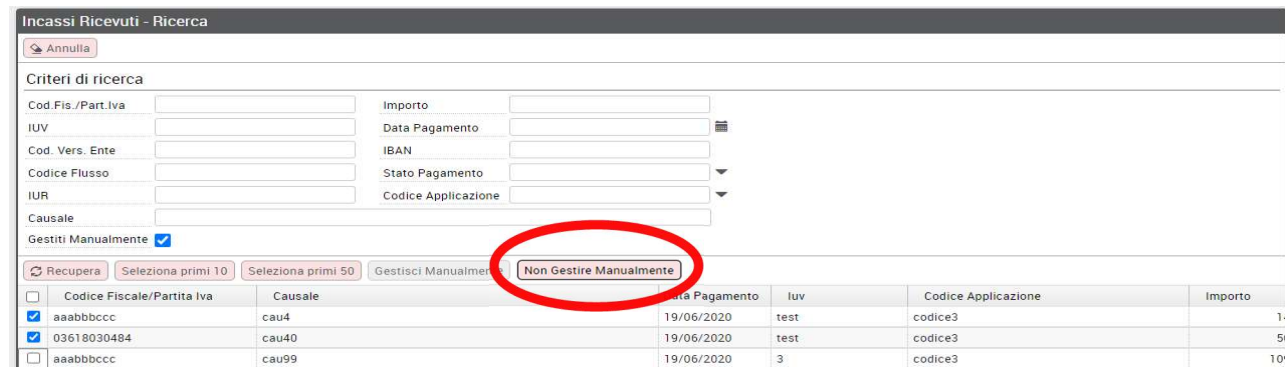 Incassi Ricevuti - Ricerca
Annulla
Criteri di ricerca
Cod.Fis./Part.Iva Importo
IUV Data Pagamento
Cod. Vers. Ente IBAN
Codice Flusso Stato Pagamento
IUR Codice Applicazione
Causale
Gestiti Manualmente
Recupera Seleziona primi 10 Seleziona primi 50 Gestisci Manualmente Non Gestire Manualmente
Codice Fiscale/Partita Iva Causale Data Pagamento Iuv Codice Applicazione Importo
aaabbbccc cau4 19/06/2020 test codice3
03618030484 cau40 19/06/2020 test codice3
aaabbbccc cau99 19/06/2020 3 codice3